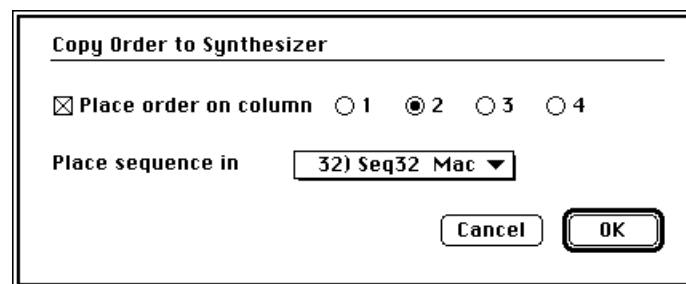 Copy Order to Synthesizer
Place order on column 1 2 3 4
Place sequence in 32) Seq32 Mac
Cancel OK